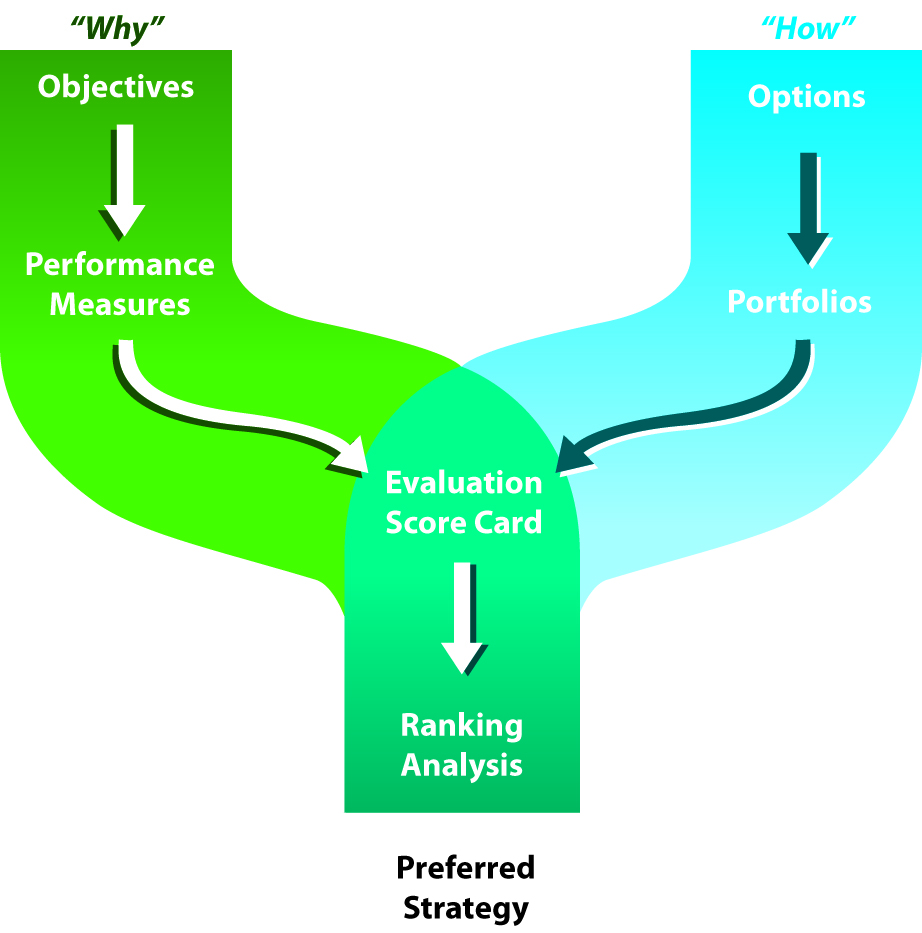 “Why”
“How”
Objectives
Options
Performance
Measures
Portfolios
Evaluation
Score Card
Ranking
Analysis
Preferred
Strategy